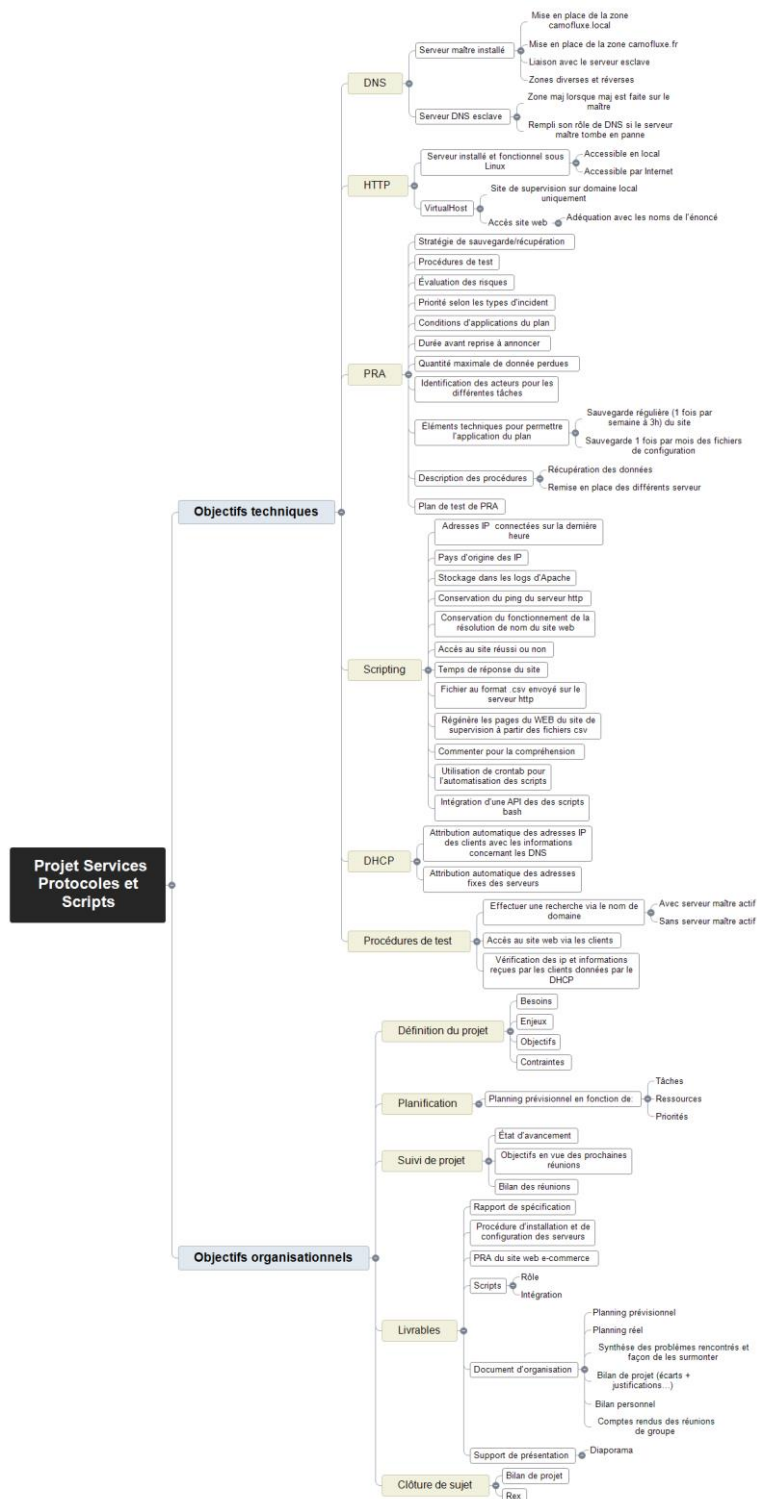 Projet Services
Protocoles et
Scripts
Objectifs techniques
DNS
Serveur maître installé
Mise en place de la zone
camofluxe.local
Mise en place de la zone camofluxe.fr
Liaison avec le serveur esclave
Zones diverses et réverses
Serveur DNS esclave
Zone maj lorsque maj est faite sur le
maître
Rempli son rôle de DNS si le serveur
maître tombe en panne
HTTP
Serveur installé et fonctionnel sous
Linux
Accessible en local
Accessible par Internet
VirtualHost
Site de supervision sur domaine local
uniquement
Accès site web
Adéquation avec les noms de l'énoncé
PRA
Stratégie de sauvegarde/récupération
Procédures de test
Évaluation des risques
Priorité selon les types d'incident
Conditions d'applications du plan
Durée avant reprise à annoncer
Quantité maximale de donnée perdues
Identification des acteurs pour les
différentes tâches
Éléments techniques pour permettre
l'application du plan
Sauvegarde régulière (1 fois par
semaine à 3h) du site
Sauvegarde 1 fois par mois des fichiers
de configuration
Description des procédures
Récupération des données
Remise en place des différents serveur
Plan de test de PRA
Scripting
Adresses IP connectées sur la dernière
heure
Pays d'origine des IP
Stockage dans les logs d'Apache
Conservation du ping du serveur http
Conservation du fonctionnement de la
résolution de nom du site web
Accès au site réussi ou non
Temps de réponse du site
Fichier au format .csv envoyé sur le
serveur http
Régénère les pages du WEB du site de
supervision à partir des fichiers csv
Commenter pour la compréhension
Utilisation de crontab pour
l'automatisation des scripts
Intégration d'une API des des scripts
bash
DHCP
Attribution automatique des adresses IP
des clients avec les informations
concernant les DNS
Attribution automatique des adresses
fixes des serveurs
Procédures de test
Effectuer une recherche via le nom de
domaine
Avec serveur maître actif
Sans serveur maître actif
Accès au site web via les clients
Vérification des ip et informations
reçues par les clients données par le
DHCP
Objectifs organisationnels
Définition du projet
Besoins
Enjeux
Objectifs
Contraintes
Planification
Planning prévisionnel en fonction de:
Tâches
Ressources
Priorités
Suivi de projet
État d'avancement
Objectifs en vue des prochaines
réunions
Bilan des réunions
Livrables
Rapport de spécification
Procédure d'installation et de
configuration des serveurs
PRA du site web e-commerce
Scripts
Rôle
Intégration
Document d'organisation
Planning prévisionnel
Planning réel
Synthèse des problèmes rencontrés et
façon de les surmonter
Bilan de projet (écarts +
justifications...)
Bilan personnel
Comptes rendus des réunions
de groupe
Support de présentation
Diaporama
Clôture de sujet
Bilan de projet
Rex